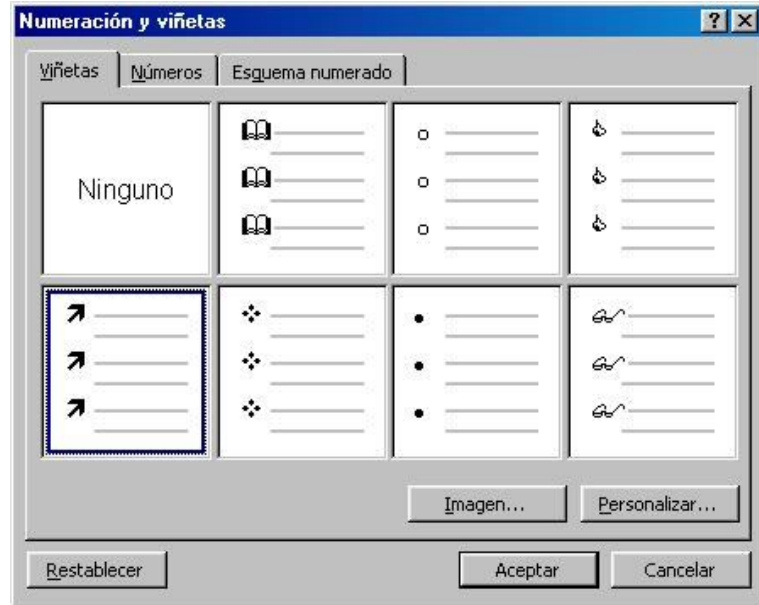 Numeración y viñetas
Viñetas Números Esquema numerado
Ninguno
Imagen... Personalizar...
Restablecer Aceptar Cancelar